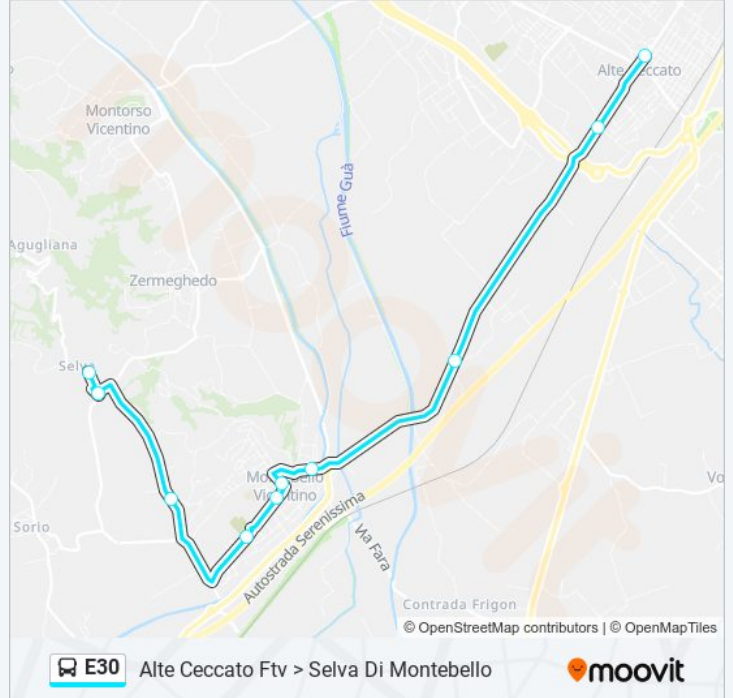 Alte Ceccato
Montorso
Vicentino
Fiume Guà
Agugliana
Zermeghedo
Selva
Montebello
Vicentino
Sorio
Autostrada Serenissima
Via Fara
Vo
Contrada Frigon
© OpenStreetMap contributors | © OpenMapTiles
E30 Alte Ceccato Ftv > Selva Di Montebello
moovit